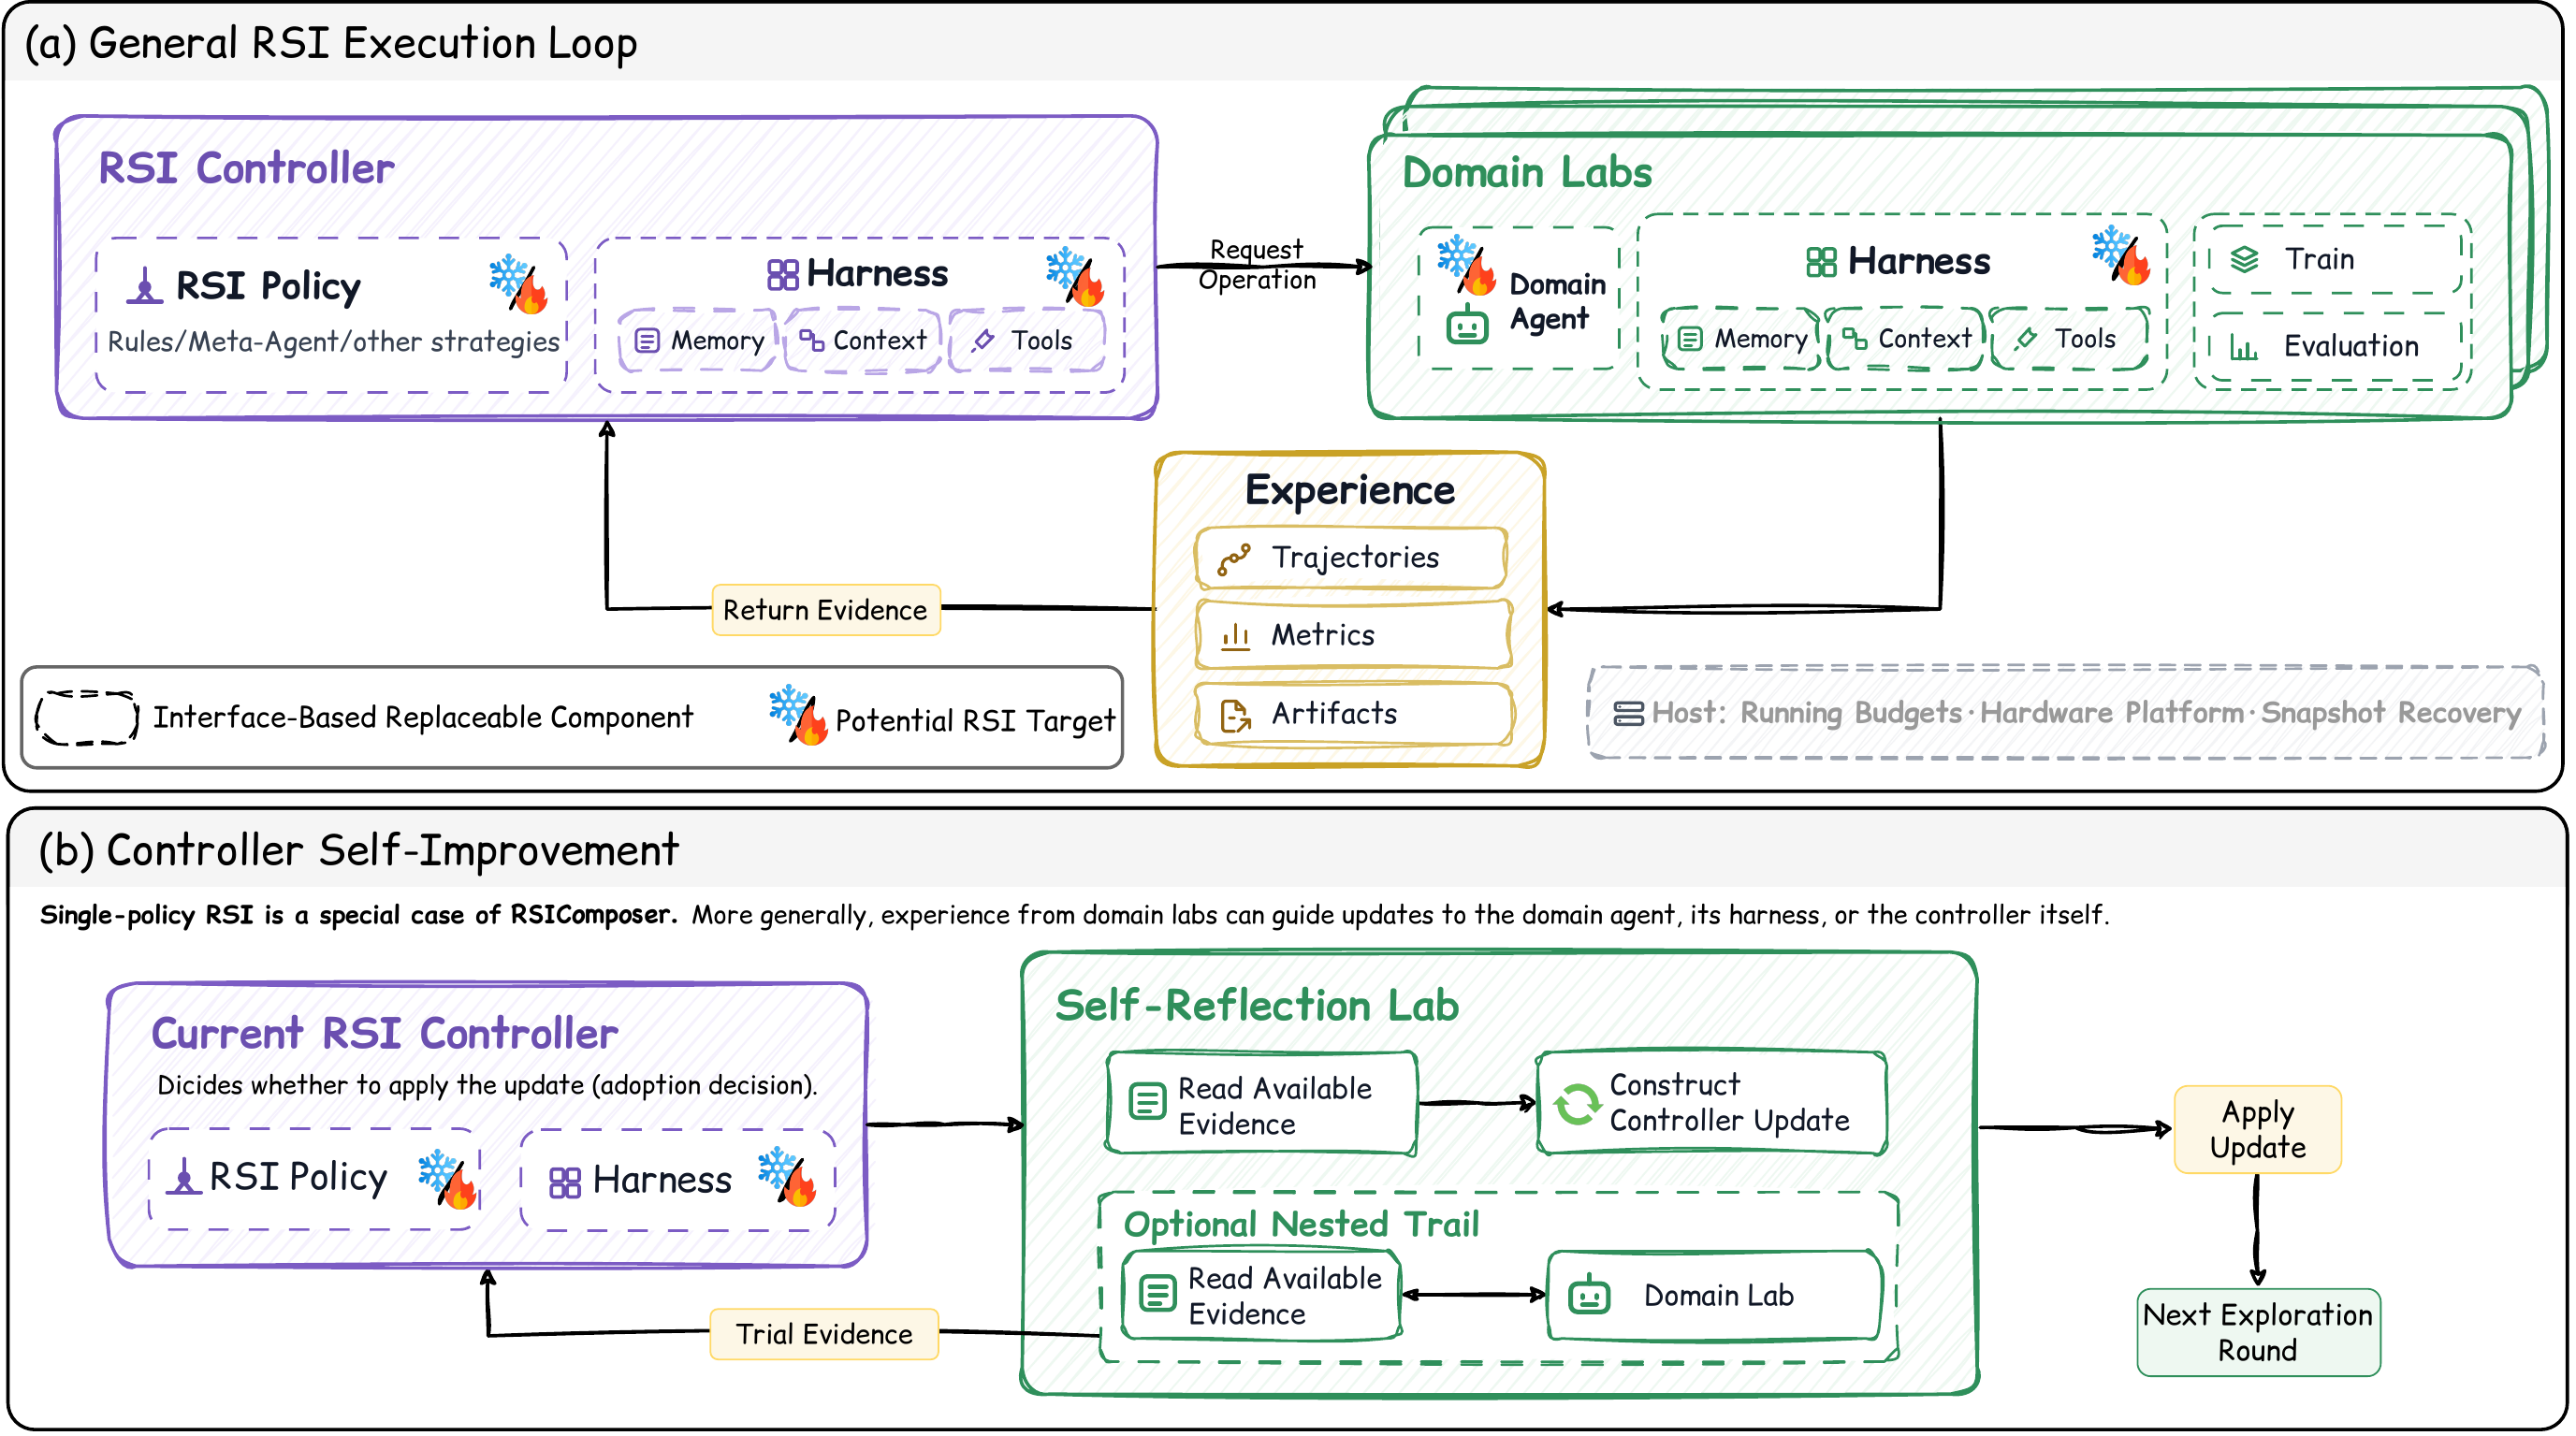 (a) General RSI Execution Loop
RSI Controller
RSI Policy
Rules/Meta-Agent/other strategies
Harness
Memory
Context
Tools
Request
Operation
Domain Labs
Domain
Agent
Harness
Memory
Context
Tools
Train
Evaluation
Experience
Trajectories
Metrics
Artifacts
Return Evidence
Interface-Based Replaceable Component
Potential RSI Target
Host: Running Budgets · Hardware Platform · Snapshot Recovery
(b) Controller Self-Improvement
Single-policy RSI is a special case of RSIComposer. More generally, experience from domain labs can guide updates to the domain agent, its harness, or the controller itself.
Current RSI Controller
Dicides whether to apply the update (adoption decision).
RSI Policy
Harness
Self-Reflection Lab
Read Available
Evidence
Construct
Controller Update
Optional Nested Trail
Read Available
Evidence
Domain Lab
Trial Evidence
Apply
Update
Next Exploration
Round